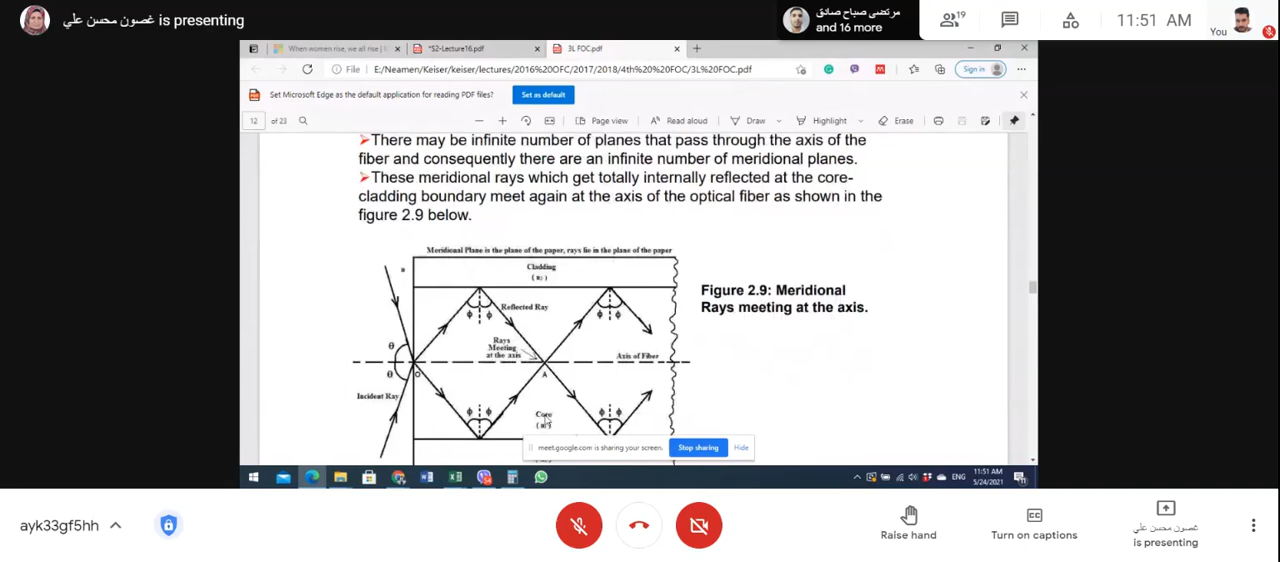 غصون محسن علي is presenting
مرتضى صباح صادق
and 16 more
19
11:51 AM
You
When women rise, we all rise |
*S2-Lecture16.pdf
3L FOC.pdf
File
E:/Neamen/Keiser/keiser/lectures/2016%20OFC/2017/2018/4th%20%20FOC/3L%20FOC.pdf
Sign in
Set Microsoft Edge as the default application for reading PDF files?
Set as default
12 of 23
Page view
Read aloud
Draw
Highlight
Erase
➢There may be infinite number of planes that pass through the axis of the
fiber and consequently there are an infinite number of meridional planes.
➢These meridional rays which get totally internally reflected at the core-
cladding boundary meet again at the axis of the optical fiber as shown in the
figure 2.9 below.
Meridional Plane is the plane of the paper, rays lie in the plane of the paper
Cladding
Reflected Ray
ϕ ϕ
ϕ ϕ
Rays
Meeting
at the axis
Axis of Fiber
θ
θ
O
A
Incident Ray
ϕ ϕ
ϕ ϕ
Core
Figure 2.9: Meridional
Rays meeting at the axis.
meet.google.com is sharing your screen.
Stop sharing
Hide
ENG
11:51 AM
5/24/2021
ayk33gf5hh
Raise hand
Turn on captions
غصون محسن علي
is presenting